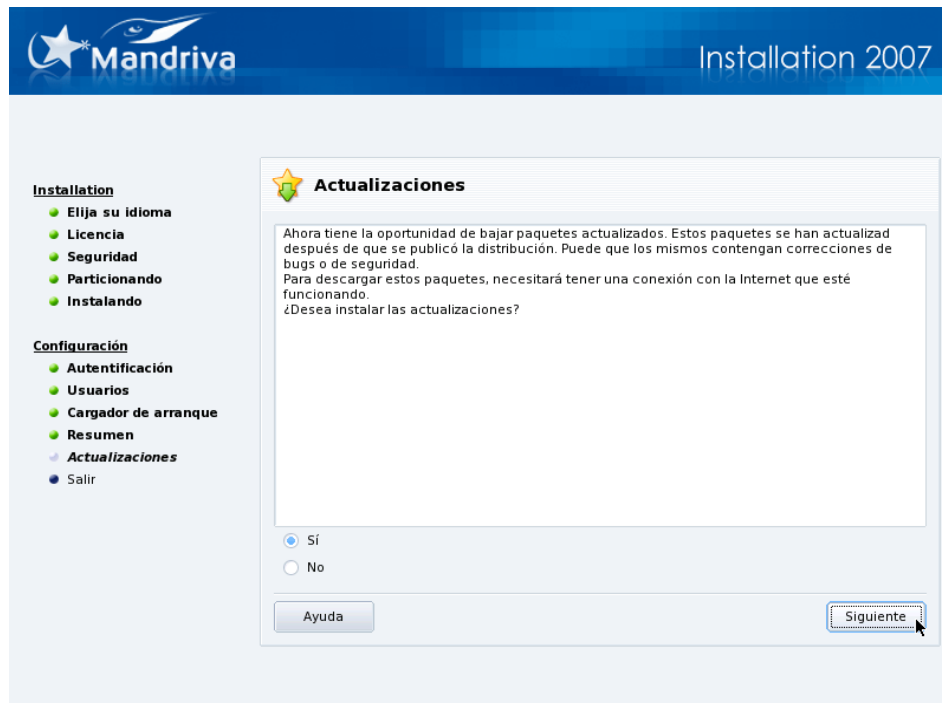 Mandriva
Installation 2007
Installation
Elija su idioma
Licencia
Seguridad
Particionando
Instalando
Configuración
Autentificación
Usuarios
Cargador de arranque
Resumen
Actualizaciones
Salir
Actualizaciones
Ahora tiene la oportunidad de bajar paquetes actualizados. Estos paquetes se han actualizad
después de que se publicó la distribución. Puede que los mismos contengan correcciones de
bugs o de seguridad.
Para descargar estos paquetes, necesitará tener una conexión con la Internet que esté
funcionando.
¿Desea instalar las actualizaciones?
Sí
No
Ayuda
Siguiente